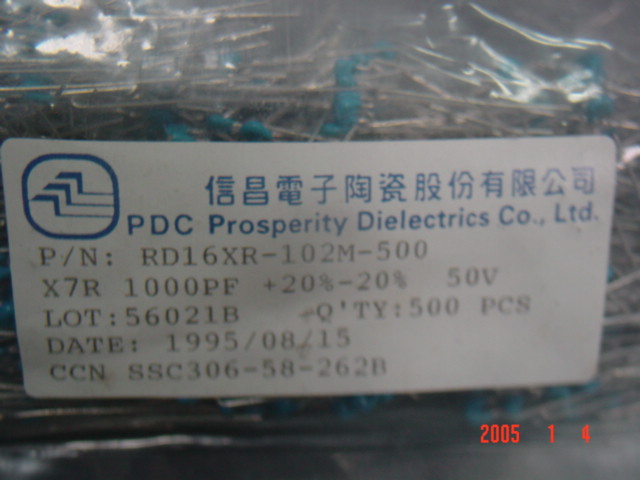 信昌電子陶瓷股份有限公司
PDC Prosperity Dielectrics Co., Ltd.
P/N: RD16XR-102M-500
X7R 1000PF +20%-20% 50V
LOT:56021B Q'TY:500 PCS
DATE: 1995/08/15
CCN SSC306-58-262B
2005 1 4